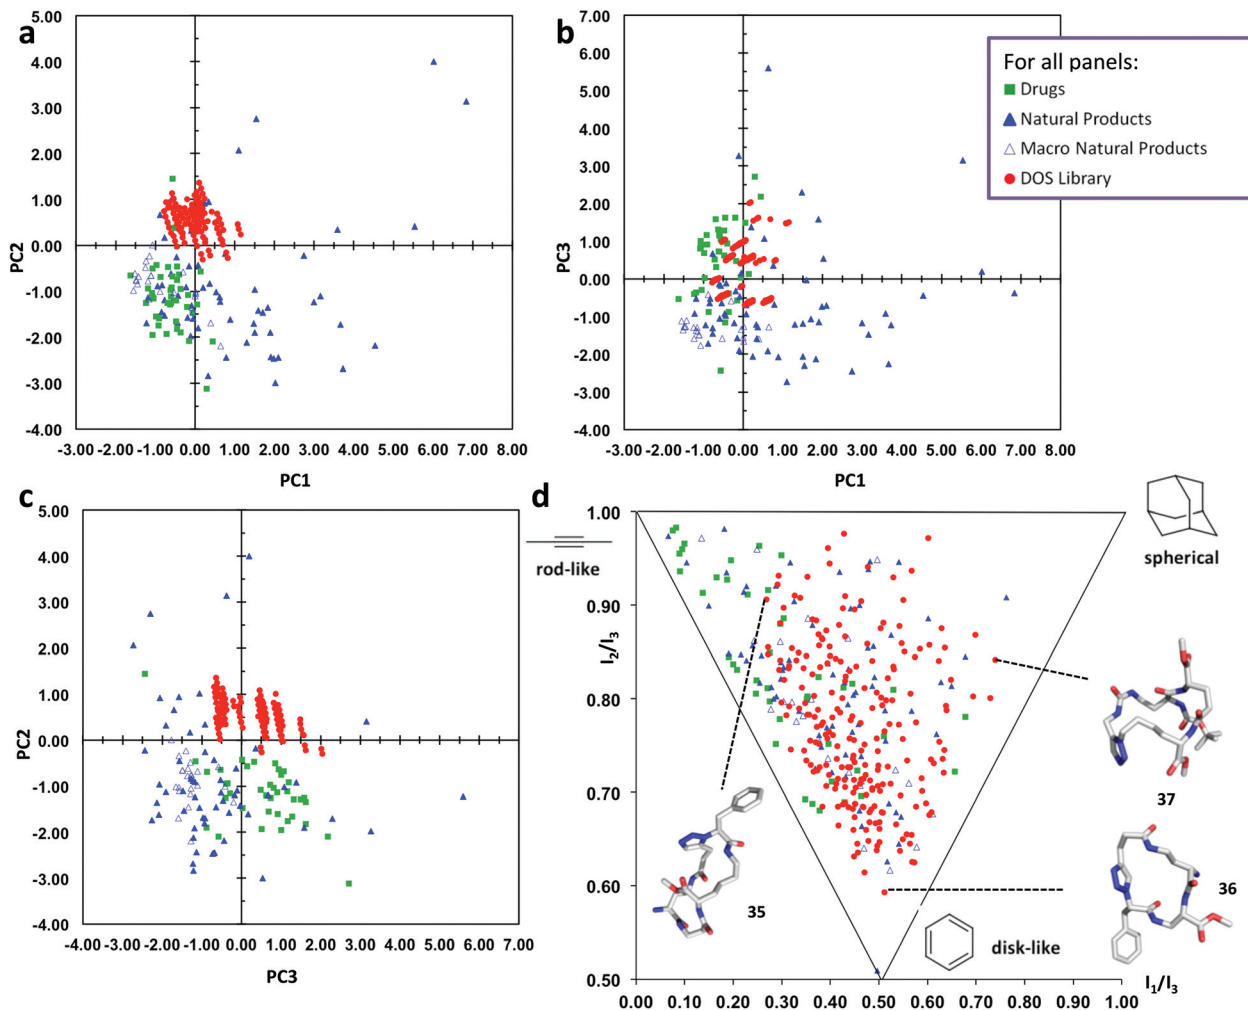 a
5.00
4.00
3.00
2.00
1.00
0.00
-1.00
-2.00
-3.00
-4.00
PC2
-3.00 -2.00 -1.00 0.00 1.00 2.00 3.00 4.00 5.00 6.00 7.00 8.00
PC1
b
7.00
6.00
5.00
4.00
3.00
2.00
1.00
0.00
-1.00
-2.00
-3.00
-4.00
PC3
-3.00 -2.00 -1.00 0.00 1.00 2.00 3.00 4.00 5.00 6.00 7.00 8.00
PC1
For all panels:
Drugs
Natural Products
Macro Natural Products
DOS Library
c
5.00
4.00
3.00
2.00
1.00
0.00
-1.00
-2.00
-3.00
-4.00
PC2
-4.00 -3.00 -2.00 -1.00 0.00 1.00 2.00 3.00 4.00 5.00 6.00 7.00
PC3
d
1.00
0.90
0.80
0.70
0.60
0.50
I2/I3
rod-like
spherical
disk-like
35
37
36
0.00 0.10 0.20 0.30 0.40 0.50 0.60 0.70 0.80 0.90 1.00
I1/I3